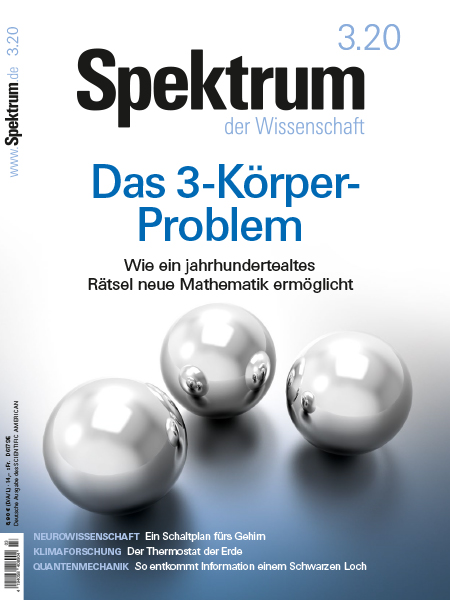 3.20
Spektrum
der Wissenschaft
www.Spektrum.de 3.20
Das 3-Körper-
Problem
Wie ein jahrhundertealtes
Rätsel neue Mathematik ermöglicht
Deutsche Ausgabe des SCIENTIFIC AMERICAN
NEUROWISSENSCHAFT Ein Schaltplan fürs Gehirn
KLIMAFORSCHUNG Der Thermostat der Erde
QUANTENMECHANIK So entkommt Information einem Schwarzen Loch